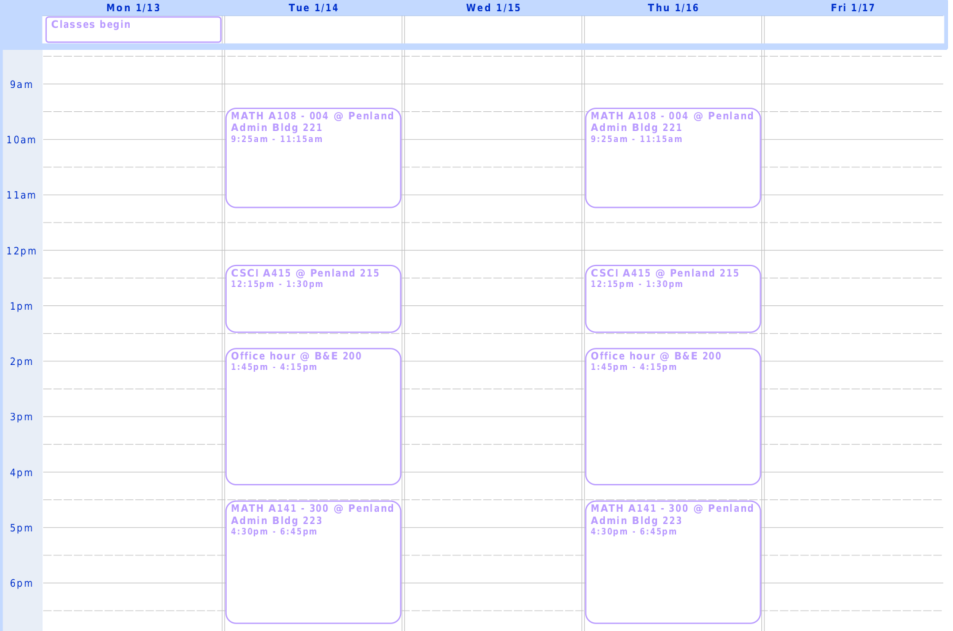 Mon 1/13
Tue 1/14
Wed 1/15
Thu 1/16
Fri 1/17
Classes begin
9am
MATH A108 - 004 @ Penland
Admin Bldg 221
9:25am - 11:15am
MATH A108 - 004 @ Penland
Admin Bldg 221
9:25am - 11:15am
10am
11am
12pm
CSCI A415 @ Penland 215
12:15pm - 1:30pm
CSCI A415 @ Penland 215
12:15pm - 1:30pm
1pm
Office hour @ B&E 200
1:45pm - 4:15pm
Office hour @ B&E 200
1:45pm - 4:15pm
2pm
3pm
4pm
MATH A141 - 300 @ Penland
Admin Bldg 223
4:30pm - 6:45pm
MATH A141 - 300 @ Penland
Admin Bldg 223
4:30pm - 6:45pm
5pm
6pm